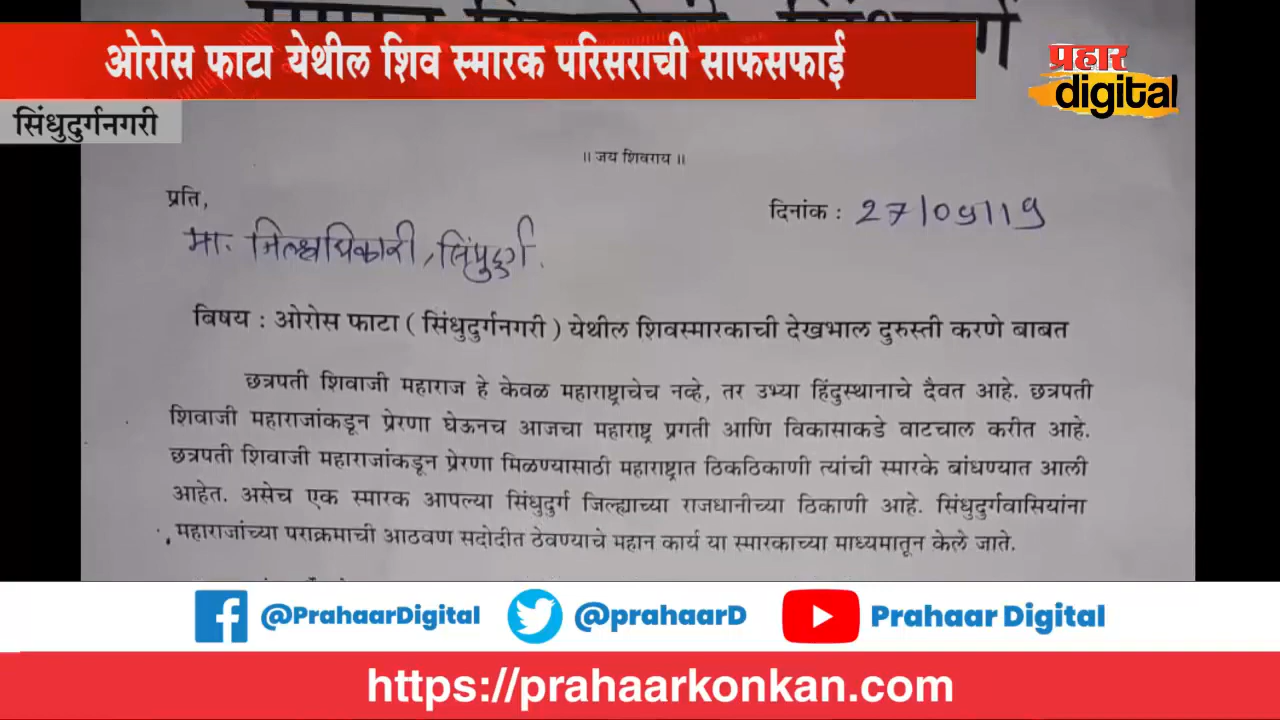 ओरोस फाटा येथील शिव स्मारक परिसराची साफसफाई
प्रहार
digital
सिंधुदुर्गनगरी
॥ जय शिवराय ॥
प्रति,
दिनांक : 27/09/19
मा. जिल्हाधिकारी, सिंधुदुर्ग.
विषय : ओरोस फाटा ( सिंधुदुर्गनगरी ) येथील शिवस्मारकाची देखभाल दुरुस्ती करणे बाबत
छत्रपती शिवाजी महाराज हे केवळ महाराष्ट्राचेच नव्हे, तर उभ्या हिंदुस्थानाचे दैवत आहे. छत्रपती
शिवाजी महाराजांकडून प्रेरणा घेऊनच आजचा महाराष्ट्र प्रगती आणि विकासाकडे वाटचाल करीत आहे.
छत्रपती शिवाजी महाराजांकडून प्रेरणा मिळण्यासाठी महाराष्ट्रात ठिकठिकाणी त्यांची स्मारके बांधण्यात आली
आहेत. असेच एक स्मारक आपल्या सिंधुदुर्ग जिल्ह्याच्या राजधानीच्या ठिकाणी आहे. सिंधुदुर्गवासियांना
महाराजांच्या पराक्रमाची आठवण सदोदीत ठेवण्याचे महान कार्य या स्मारकाच्या माध्यमातून केले जाते.
@PrahaarDigital @prahaarD Prahaar Digital
https://prahaarkonkan.com